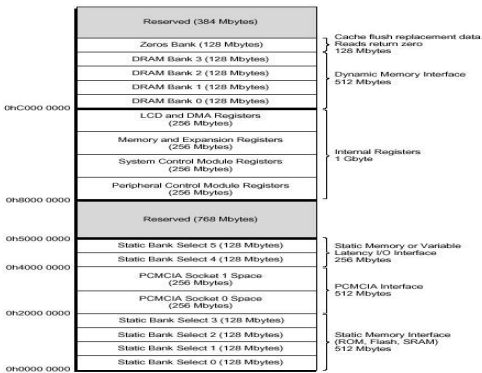 Reserved (384 Mbytes)
Zeros Bank (128 Mbytes)
Cache flush replacement data
Reads return zero
128 Mbytes
DRAM Bank 3 (128 Mbytes)
DRAM Bank 2 (128 Mbytes)
DRAM Bank 1 (128 Mbytes)
DRAM Bank 0 (128 Mbytes)
Dynamic Memory Interface
512 Mbytes
0hC000 0000
LCD and DMA Registers
(256 Mbytes)
Memory and Expansion Registers
(256 Mbytes)
System Control Module Registers
(256 Mbytes)
Peripheral Control Module Registers
(256 Mbytes)
Internal Registers
1 Gbyte
0h8000 0000
Reserved (768 Mbytes)
0h5000 0000
Static Bank Select 5 (128 Mbytes)
Static Bank Select 4 (128 Mbytes)
Static Memory or Variable
Latency I/O Interface
256 Mbytes
0h4000 0000
PCMCIA Socket 1 Space
(256 Mbytes)
PCMCIA Socket 0 Space
(256 Mbytes)
PCMCIA Interface
512 Mbytes
0h2000 0000
Static Bank Select 3 (128 Mbytes)
Static Bank Select 2 (128 Mbytes)
Static Bank Select 1 (128 Mbytes)
Static Bank Select 0 (128 Mbytes)
Static Memory Interface
(ROM, Flash, SRAM)
512 Mbytes
0h0000 0000